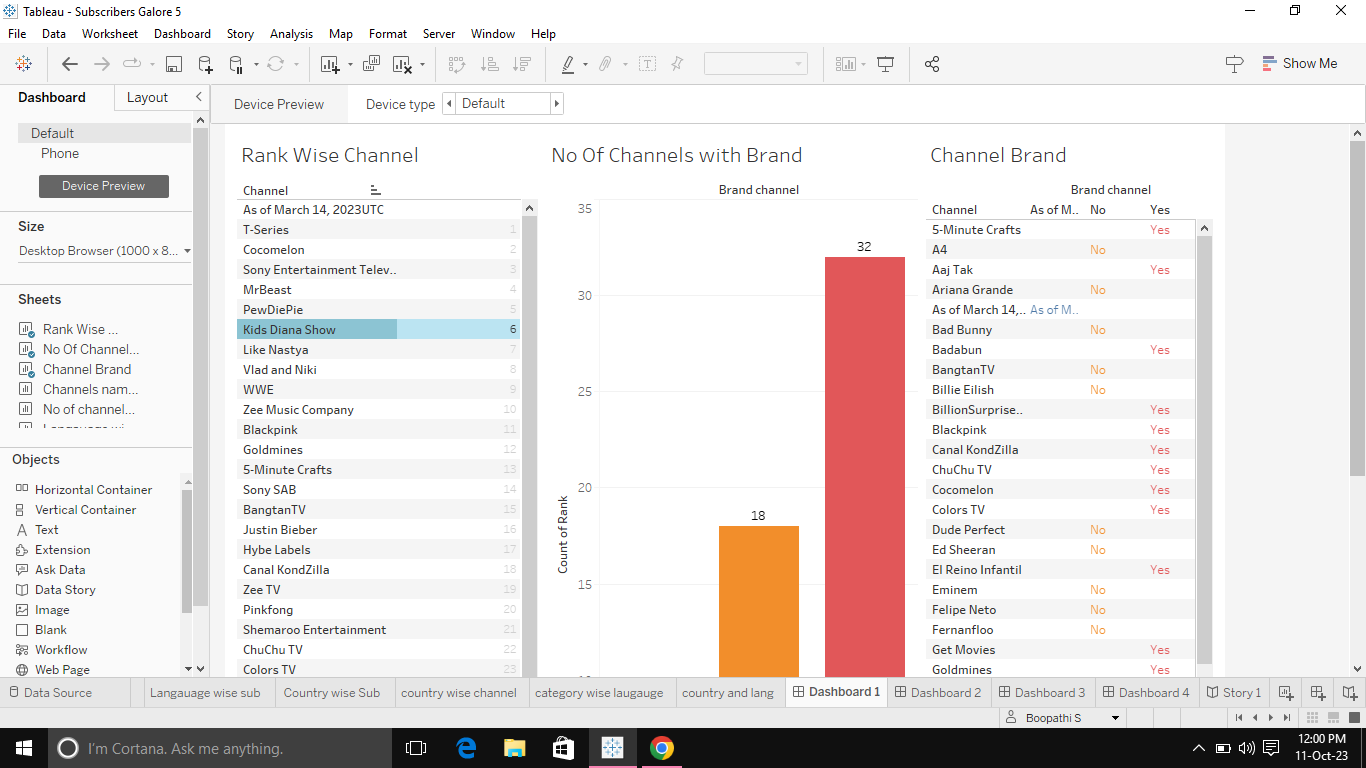 Tableau - Subscribers Galore 5
File Data Worksheet Dashboard Story Analysis Map Format Server Window Help
Show Me
Dashboard Layout
Default
Phone
Device Preview
Size
Desktop Browser (1000 x 8...
Sheets
Rank Wise ...
No Of Channel...
Channel Brand
Channels nam...
No of channel...
Objects
Horizontal Container
Vertical Container
Text
Extension
Ask Data
Data Story
Image
Blank
Workflow
Web Page
Device Preview Device type Default
Rank Wise Channel
Channel
As of March 14, 2023UTC
T-Series 1
Cocomelon 2
Sony Entertainment Telev.. 3
MrBeast 4
PewDiePie 5
Kids Diana Show 6
Like Nastya 7
Vlad and Niki 8
WWE 9
Zee Music Company 10
Blackpink 11
Goldmines 12
5-Minute Crafts 13
Sony SAB 14
BangtanTV 15
Justin Bieber 16
Hybe Labels 17
Canal KondZilla 18
Zee TV 19
Pinkfong 20
Shemaroo Entertainment 21
ChuChu TV 22
Colors TV 23
No Of Channels with Brand
Brand channel
35
32
30
25
20
18
15
Count of Rank
Channel Brand
Brand channel
Channel As of M.. No Yes
5-Minute Crafts Yes
A4 No
Aaj Tak Yes
Ariana Grande No
As of March 14,.. As of M..
Bad Bunny No
Badabun Yes
BangtanTV No
Billie Eilish No
BillionSurprise.. Yes
Blackpink Yes
Canal KondZilla Yes
ChuChu TV Yes
Cocomelon Yes
Colors TV Yes
Dude Perfect No
Ed Sheeran No
El Reino Infantil Yes
Eminem No
Felipe Neto No
Fernanfloo No
Get Movies Yes
Goldmines Yes
Data Source Langauage wise sub Country wise Sub country wise channel category wise laugauge country and lang Dashboard 1 Dashboard 2 Dashboard 3 Dashboard 4 Story 1
Boopathi S
I'm Cortana. Ask me anything.
12:00 PM
11-Oct-23